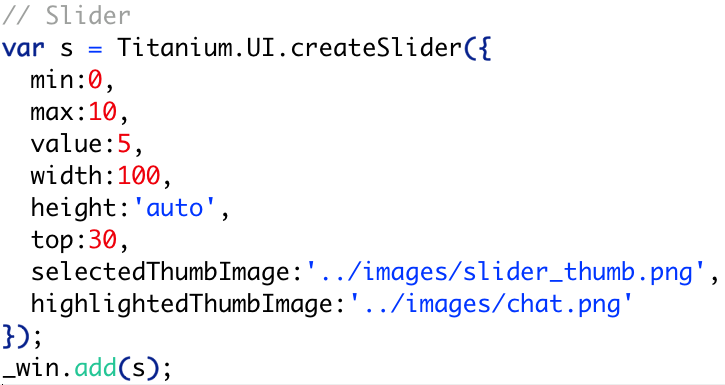 // Slider
var s = Titanium.UI.createSlider({
  min:0,
  max:10,
  value:5,
  width:100,
  height:'auto',
  top:30,
  selectedThumbImage:'../images/slider_thumb.png',
  highlightedThumbImage:'../images/chat.png'
});
_win.add(s);